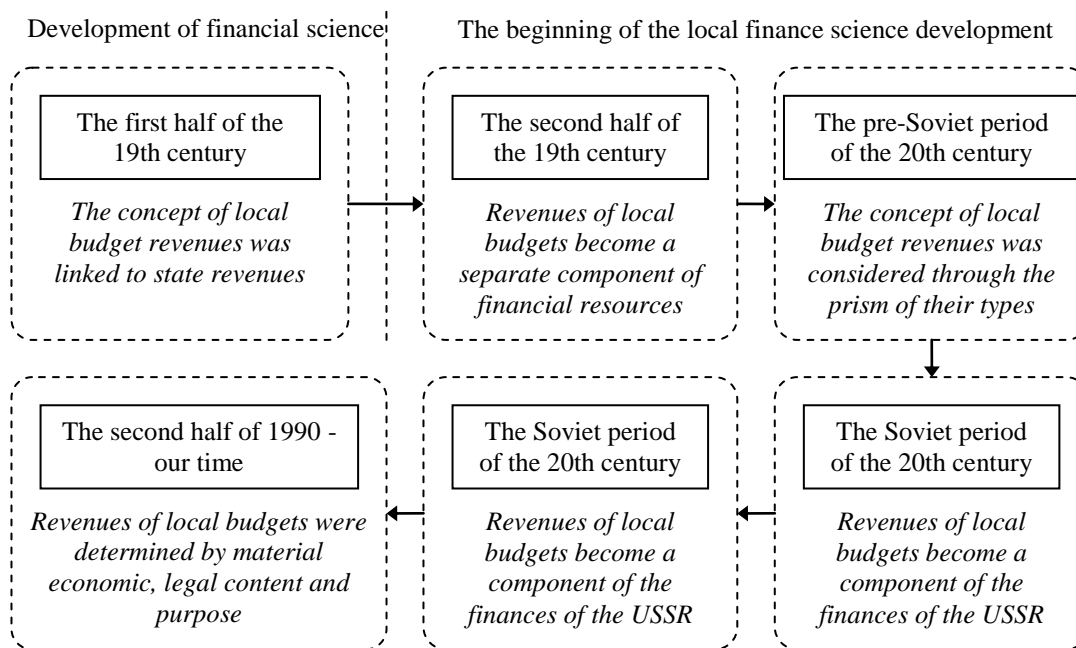 Development of financial science
The beginning of the local finance science development
The first half of the
19th century
The concept of local
budget revenues was
linked to state revenues
The second half of
the 19th century
Revenues of local
budgets become a
separate component of
financial resources
The pre-Soviet period
of the 20th century
The concept of local
budget revenues was
considered through the
prism of their types
The second half of 1990 -
our time
Revenues of local budgets were
determined by material
economic, legal content and
purpose
The Soviet period
of the 20th century
Revenues of local
budgets become a
component of the
finances of the USSR
The Soviet period
of the 20th century
Revenues of local
budgets become a
component of the
finances of the USSR